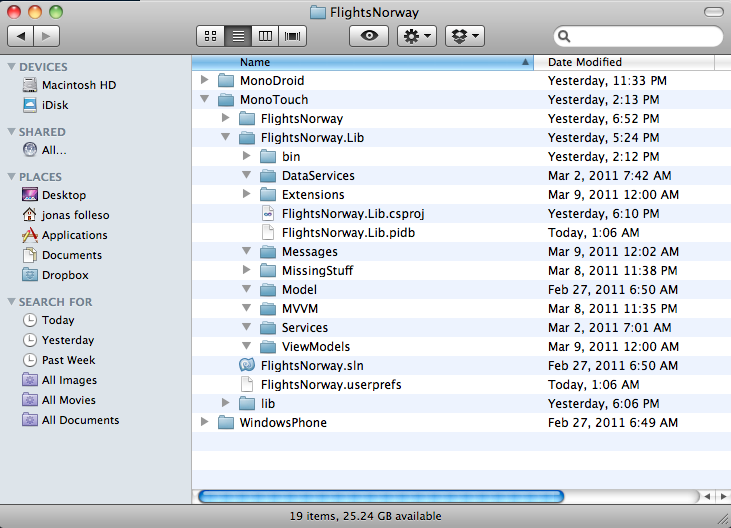 FlightsNorway
Name Date Modified
DEVICES
Macintosh HD
iDisk
SHARED
All...
PLACES
Desktop
jonas folleso
Applications
Documents
Dropbox
SEARCH FOR
Today
Yesterday
Past Week
All Images
All Movies
All Documents
MonoDroid Yesterday, 11:33 PM
MonoTouch Yesterday, 2:13 PM
FlightsNorway Yesterday, 6:52 PM
FlightsNorway.Lib Yesterday, 5:24 PM
bin Yesterday, 2:12 PM
DataServices Mar 2, 2011 7:42 AM
Extensions Mar 9, 2011 12:00 AM
FlightsNorway.Lib.csproj Yesterday, 6:10 PM
FlightsNorway.Lib.pidb Today, 1:06 AM
Messages Mar 9, 2011 12:02 AM
MissingStuff Mar 8, 2011 11:38 PM
Model Feb 27, 2011 6:50 AM
MVVM Mar 8, 2011 11:35 PM
Services Mar 2, 2011 7:01 AM
ViewModels Mar 9, 2011 12:00 AM
FlightsNorway.sln Feb 27, 2011 6:50 AM
FlightsNorway.userprefs Today, 1:06 AM
lib Yesterday, 6:06 PM
WindowsPhone Feb 27, 2011 6:49 AM
19 items, 25.24 GB available